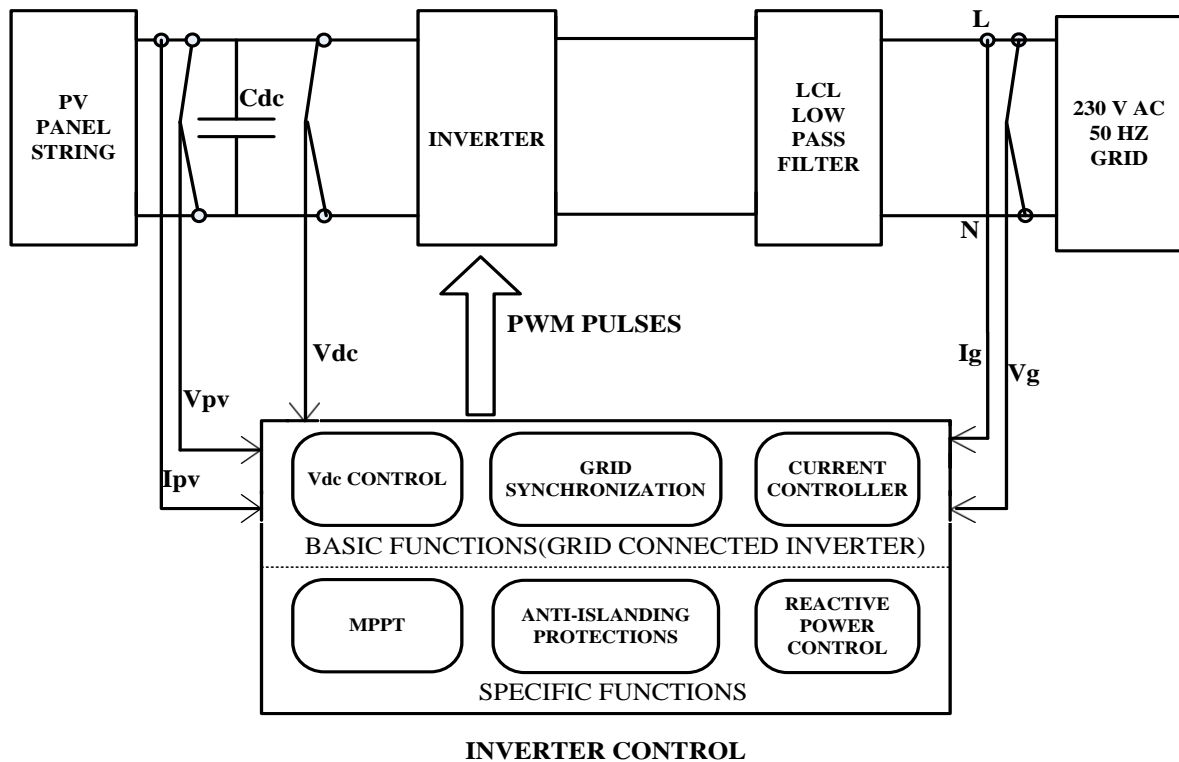 PV
PANEL
STRING
Cdc
INVERTER
LCL
LOW
PASS
FILTER
L
N
230 V AC
50 HZ
GRID
PWM PULSES
Vdc
Vpv
Ipv
Ig
Vg
Vdc CONTROL
GRID
SYNCHRONIZATION
CURRENT
CONTROLLER
BASIC FUNCTIONS(GRID CONNECTED INVERTER)
MPPT
ANTI-ISLANDING
PROTECTIONS
REACTIVE
POWER
CONTROL
SPECIFIC FUNCTIONS
INVERTER CONTROL